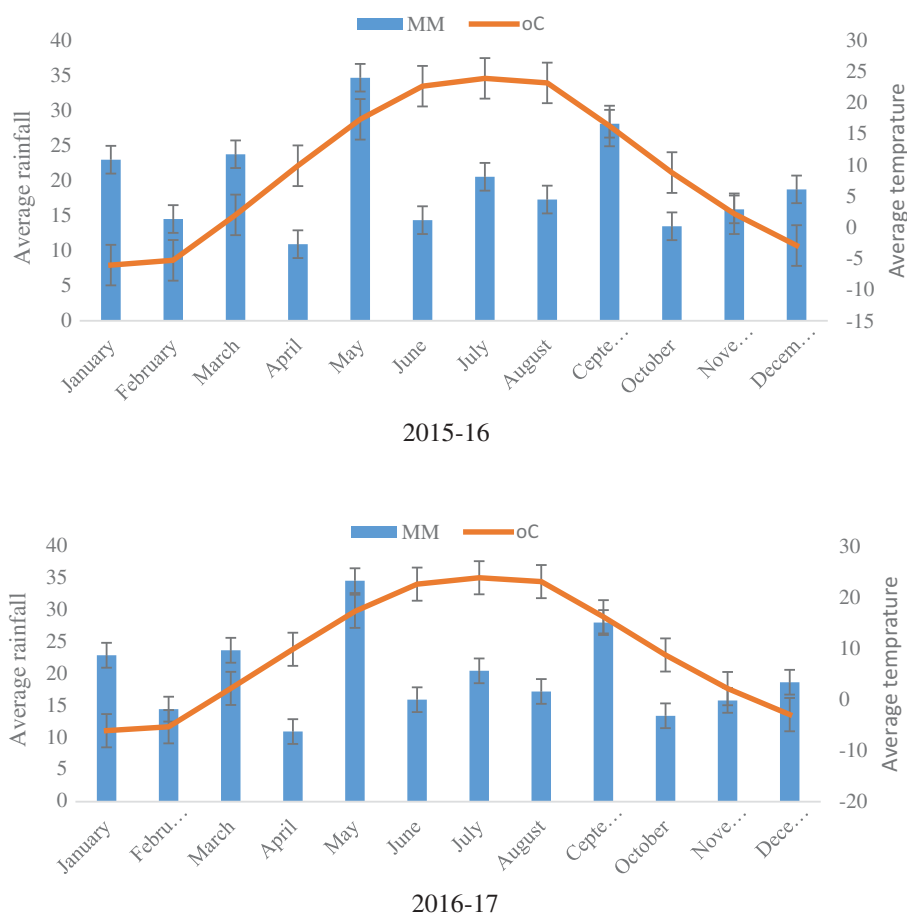 MM oC
Average rainfall
40
35
30
25
20
15
10
5
0
30
25
20
15
10
5
0
-5
-10
-15
Average temprature
January
February
March
April
May
June
July
August
Cepte…
October
Nove…
Decem…
2015-16
MM oC
Average rainfall
40
35
30
25
20
15
10
5
0
30
20
10
0
-10
-20
Average temprature
January
Febru…
March
April
May
June
July
August
Cepte…
October
Nove…
Dece…
2016-17